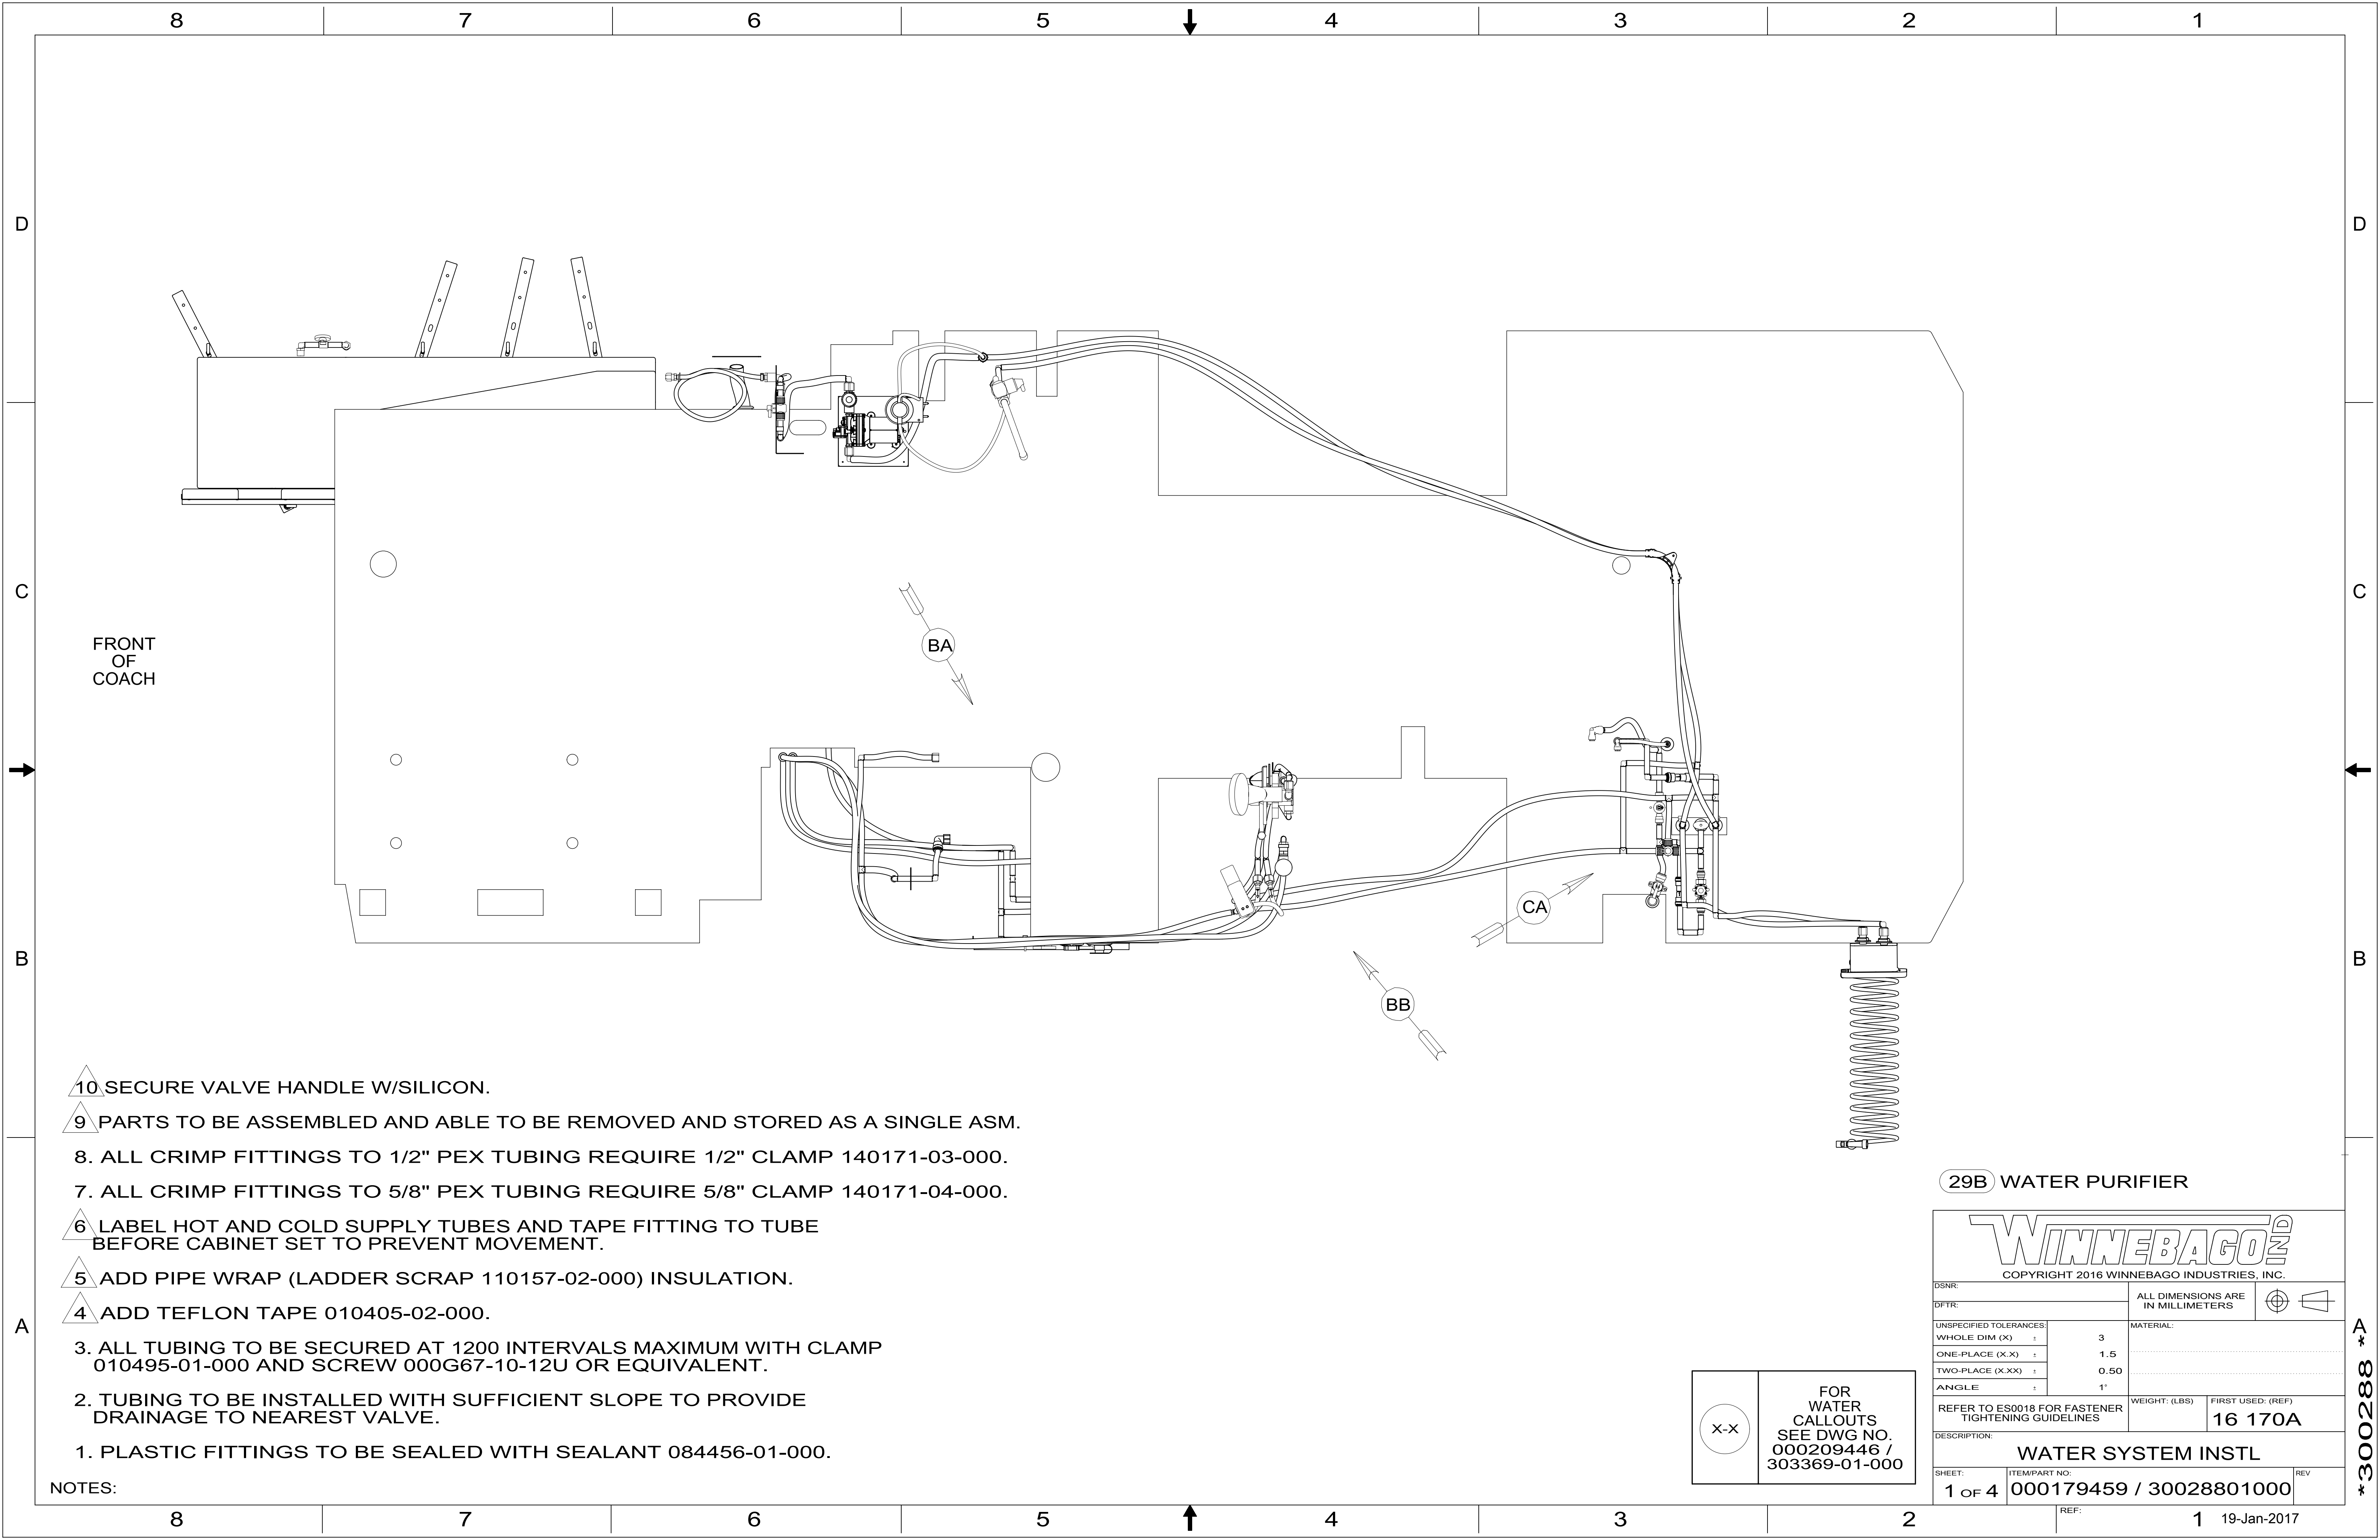 8 7 6 5 4 3 2 1
D D
C C
FRONT
OF
COACH
BA
CA
BB
B B
10 SECURE VALVE HANDLE W/SILICON.
9 PARTS TO BE ASSEMBLED AND ABLE TO BE REMOVED AND STORED AS A SINGLE ASM.
8. ALL CRIMP FITTINGS TO 1/2" PEX TUBING REQUIRE 1/2" CLAMP 140171-03-000.
7. ALL CRIMP FITTINGS TO 5/8" PEX TUBING REQUIRE 5/8" CLAMP 140171-04-000.
6 LABEL HOT AND COLD SUPPLY TUBES AND TAPE FITTING TO TUBE
BEFORE CABINET SET TO PREVENT MOVEMENT.
5 ADD PIPE WRAP (LADDER SCRAP 110157-02-000) INSULATION.
4 ADD TEFLON TAPE 010405-02-000.
3. ALL TUBING TO BE SECURED AT 1200 INTERVALS MAXIMUM WITH CLAMP
010495-01-000 AND SCREW 000G67-10-12U OR EQUIVALENT.
2. TUBING TO BE INSTALLED WITH SUFFICIENT SLOPE TO PROVIDE
DRAINAGE TO NEAREST VALVE.
1. PLASTIC FITTINGS TO BE SEALED WITH SEALANT 084456-01-000.
NOTES:
A A
X-X
FOR
WATER
CALLOUTS
SEE DWG NO.
000209446 /
303369-01-000
29B WATER PURIFIER
WINNEBAGO IND
COPYRIGHT 2016 WINNEBAGO INDUSTRIES, INC.
DSNR:
DFTR:
ALL DIMENSIONS ARE
IN MILLIMETERS
UNSPECIFIED TOLERANCES:
WHOLE DIM (X) ± 3
ONE-PLACE (X.X) ± 1.5
TWO-PLACE (X.XX) ± 0.50
ANGLE ± 1°
MATERIAL:
REFER TO ES0018 FOR FASTENER
TIGHTENING GUIDELINES
WEIGHT: (LBS)
FIRST USED: (REF)
16 170A
DESCRIPTION:
WATER SYSTEM INSTL
SHEET:
1 OF 4
ITEM/PART NO:
000179459 / 30028801000
REV
*3000288*
REF:
8 7 6 5 4 3 2 1
19-Jan-2017